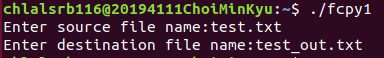 chlalsrb116@20194111ChoiMinKyu:~$ ./fcpy1
Enter source file name:test.txt
Enter destination file name:test_out.txt